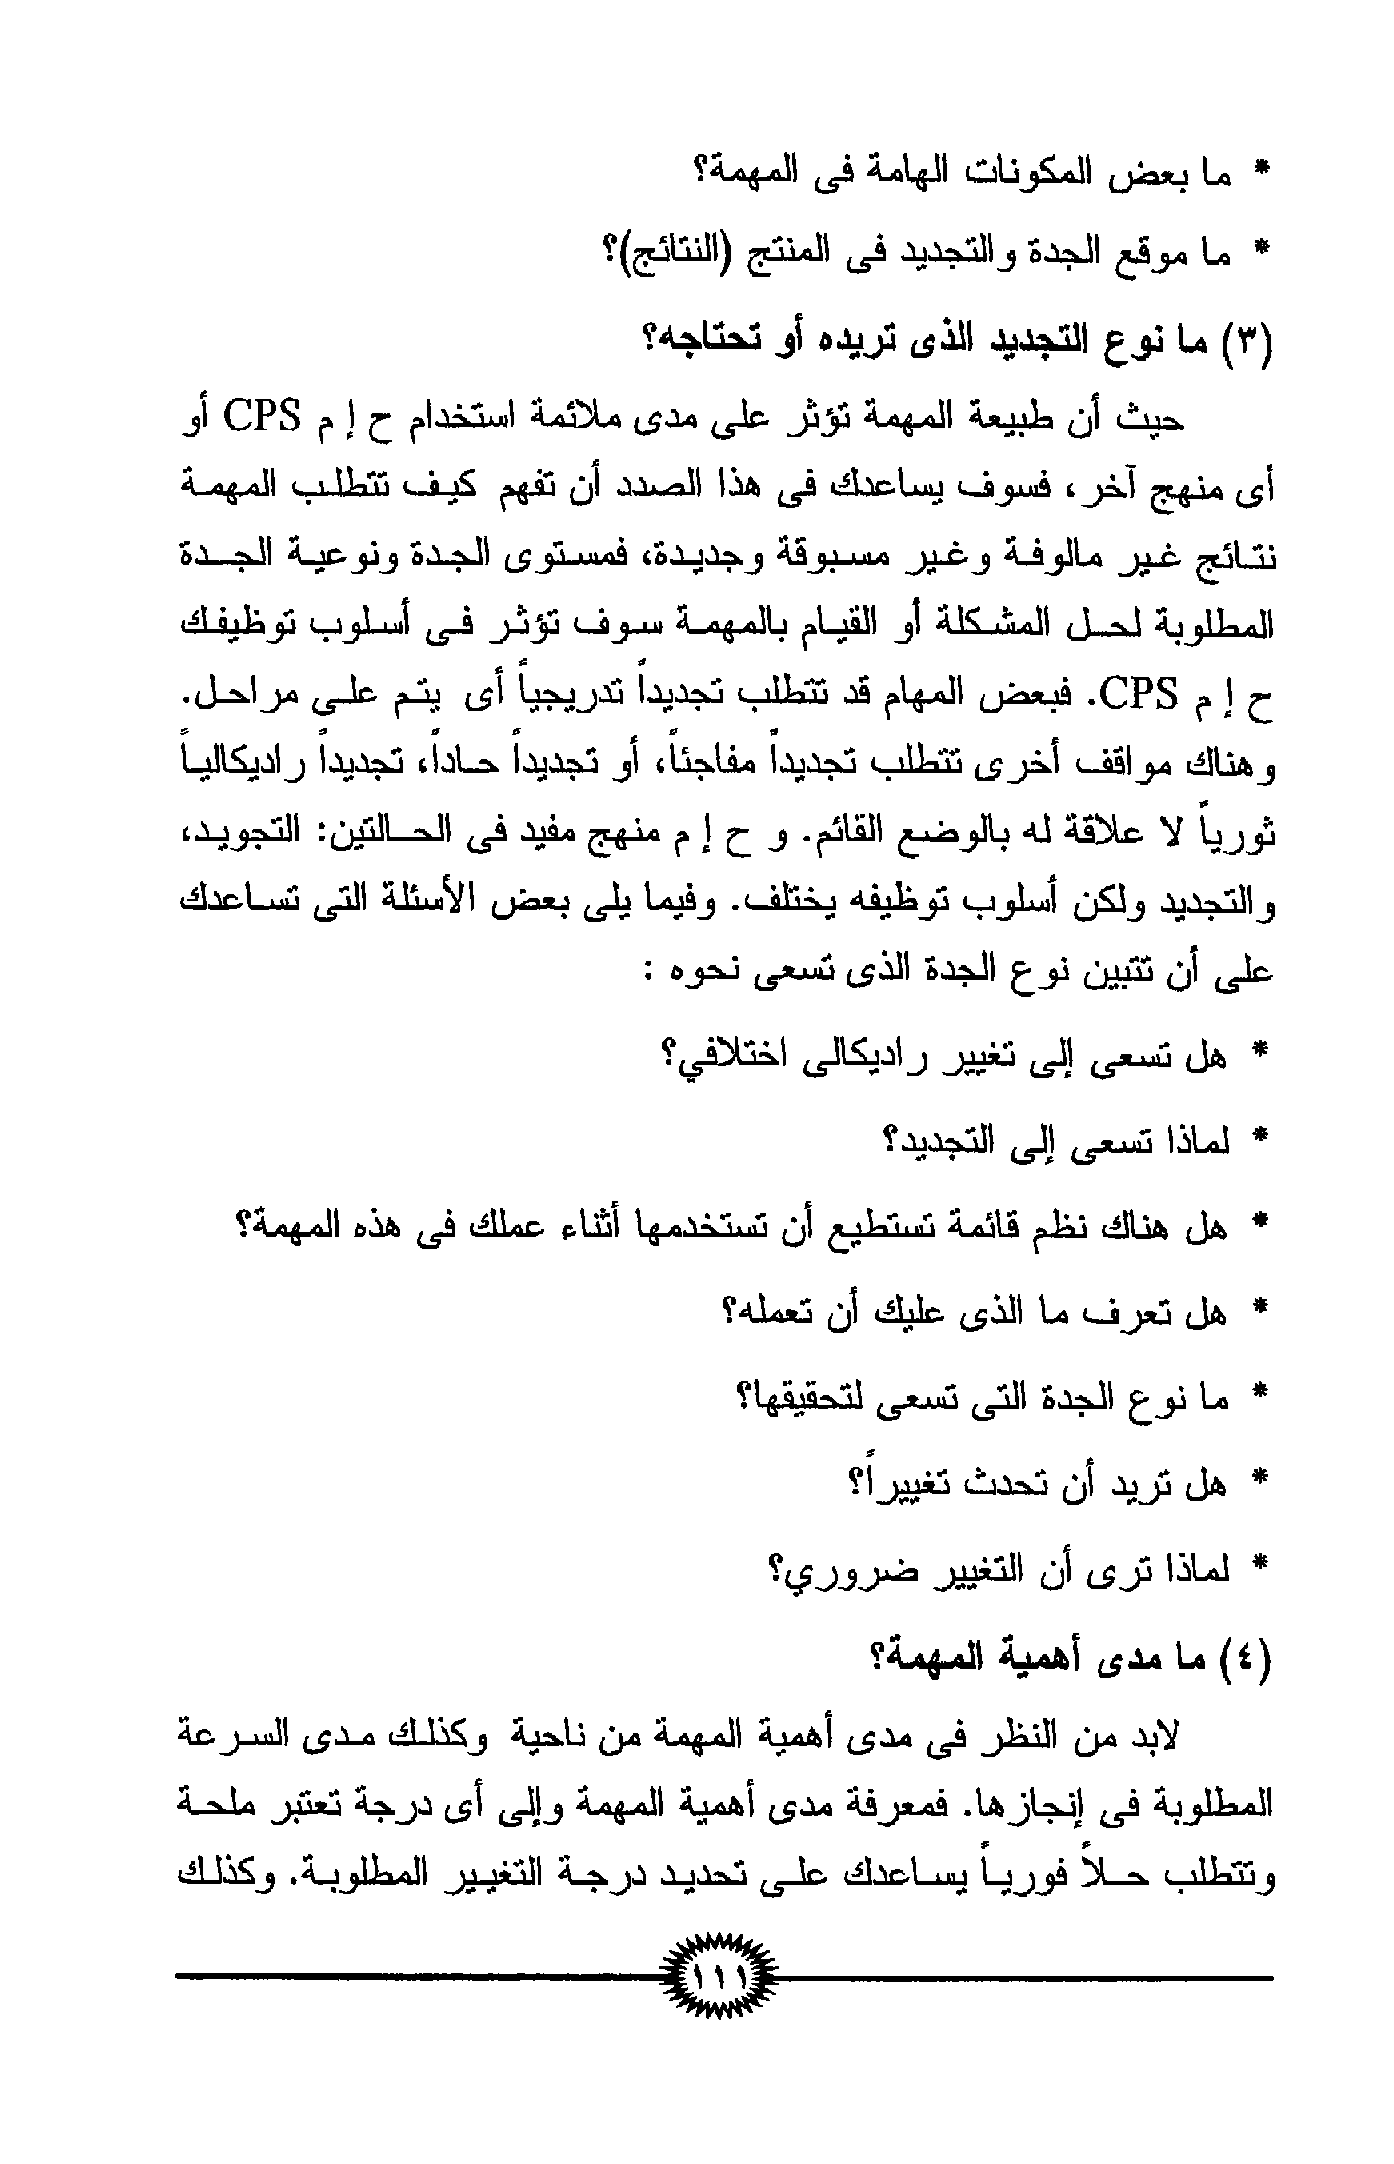 * ما بعض المكونات الهامة فى المهمة؟
* ما موقع الجدة والتجديد فى المنتج (النتائج)؟
(٣) ما نوع التجديد الذى تريده أو تحتاجه؟
حيث أن طبيعة المهمة تؤثر على مدى ملائمة استخدام ح إ م CPS أو
أى منهج آخر، فسوف يساعدك فى هذا الصدد أن تفهم كيف تتطلب المهمة
نتائج غير مالوفة وغير مسبوقة وجديدة، فمستوى الجدة ونوعية الجدة
المطلوبة لحل المشكلة أو القيام بالمهمة سوف تؤثر فى أسلوب توظيفك
ح إ م CPS. فبعض المهام قد تتطلب تجديداً تدريجياً أى يتم على مراحل.
وهناك مواقف أخرى تتطلب تجديداً مفاجئاً، أو تجديداً حاداً، تجديداً راديكالياً
ثورياً لا علاقة له بالوضع القائم. و ح إ م منهج مفيد فى الحالتين: التجويد،
والتجديد ولكن أسلوب توظيفه يختلف. وفيما يلى بعض الأسئلة التى تساعدك
على أن تتبين نوع الجدة الذى تسعى نحوه :
* هل تسعى إلى تغيير راديكالى اختلافي؟
* لماذا تسعى إلى التجديد؟
* هل هناك نظم قائمة تستطيع أن تستخدمها أثناء عملك فى هذه المهمة؟
* هل تعرف ما الذى عليك أن تعمله؟
* ما نوع الجدة التى تسعى لتحقيقها؟
* هل تريد أن تحدث تغييراً؟
* لماذا ترى أن التغيير ضروري؟
(٤) ما مدى أهمية المهمة؟
لابد من النظر فى مدى أهمية المهمة من ناحية وكذلك مدى السرعة
المطلوبة فى إنجازها. فمعرفة مدى أهمية المهمة وإلى أى درجة تعتبر ملحة
وتتطلب حلاً فورياً يساعدك على تحديد درجة التغيير المطلوبة. وكذلك
١١١